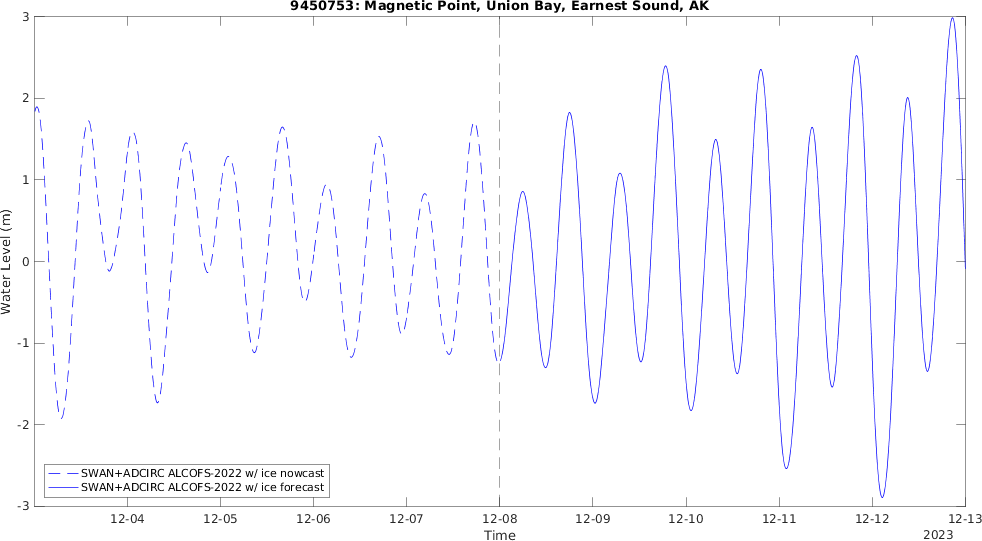 9450753: Magnetic Point, Union Bay, Earnest Sound, AK
3
2
1
0
-1
-2
-3
Water Level (m)
SWAN+ADCIRC ALCOFS-2022 w/ ice nowcast
SWAN+ADCIRC ALCOFS-2022 w/ ice forecast
12-04 12-05 12-06 12-07 12-08 12-09 12-10 12-11 12-12 12-13
Time
2023